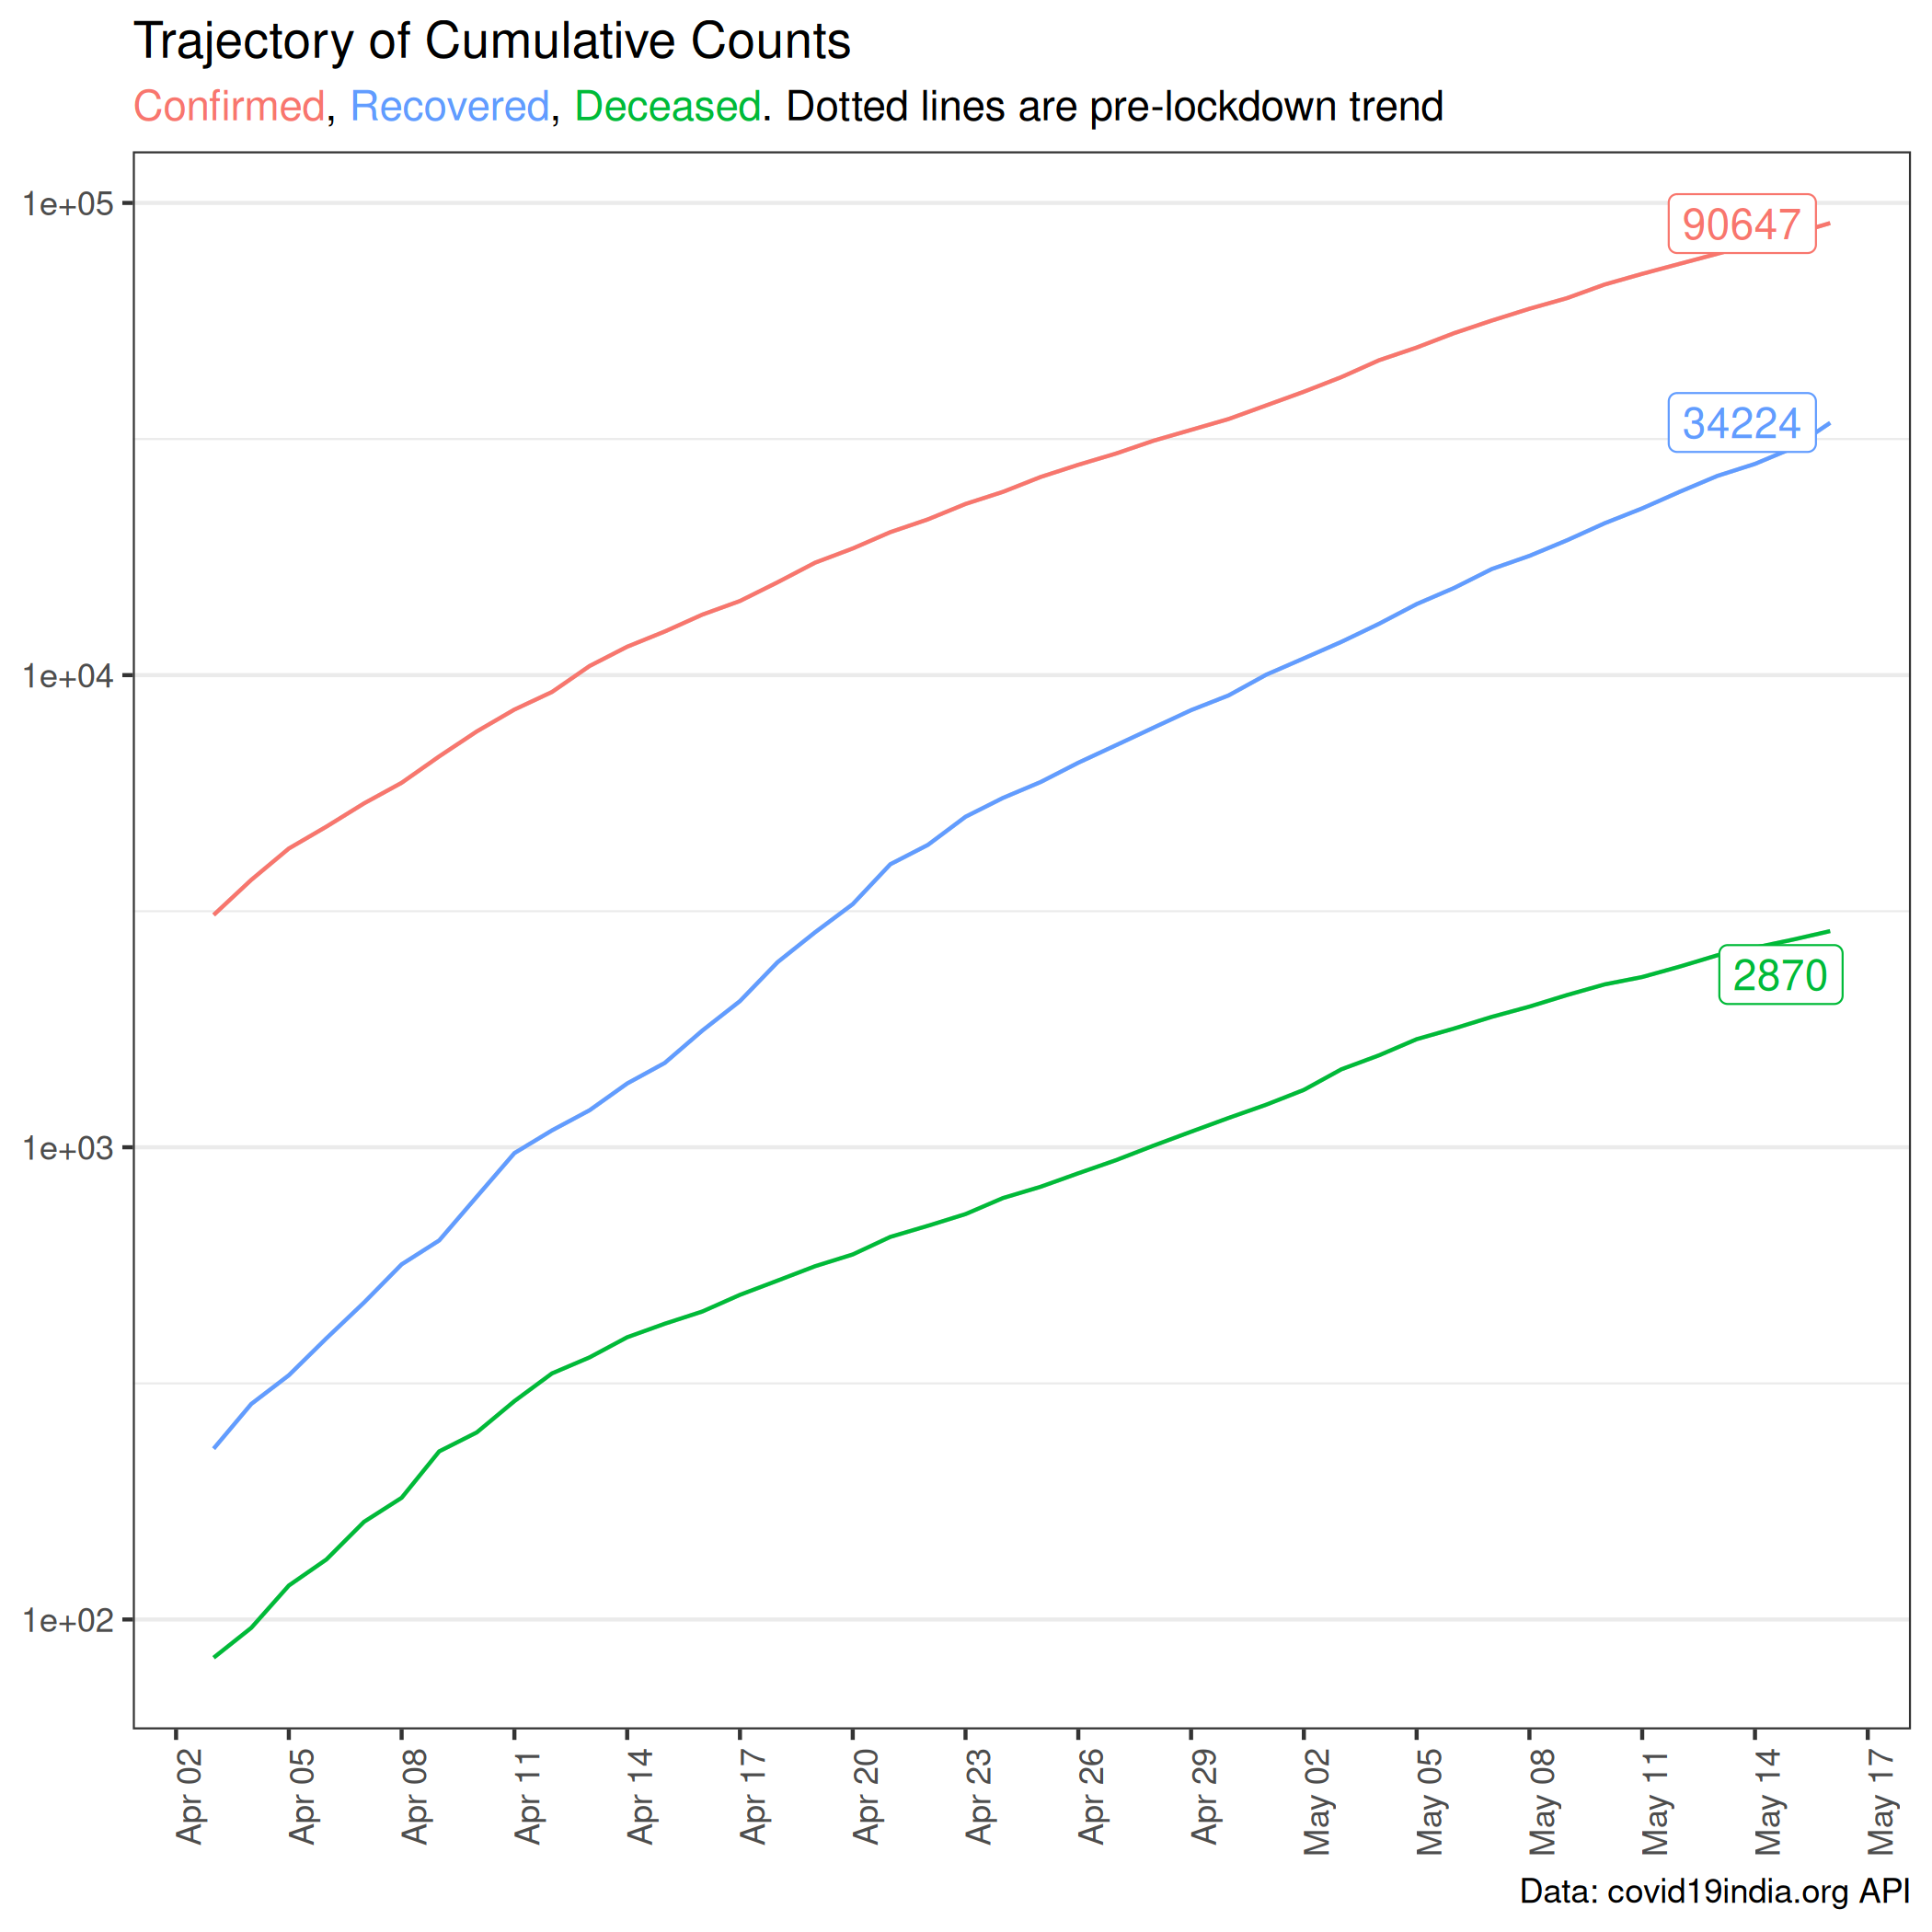 Trajectory of Cumulative Counts
Confirmed, Recovered, Deceased. Dotted lines are pre-lockdown trend
1e+05
90647
34224
1e+04
2870
1e+03
1e+02
Apr 02
Apr 05
Apr 08
Apr 11
Apr 14
Apr 17
Apr 20
Apr 23
Apr 26
Apr 29
May 02
May 05
May 08
May 11
May 14
May 17
Data: covid19india.org API